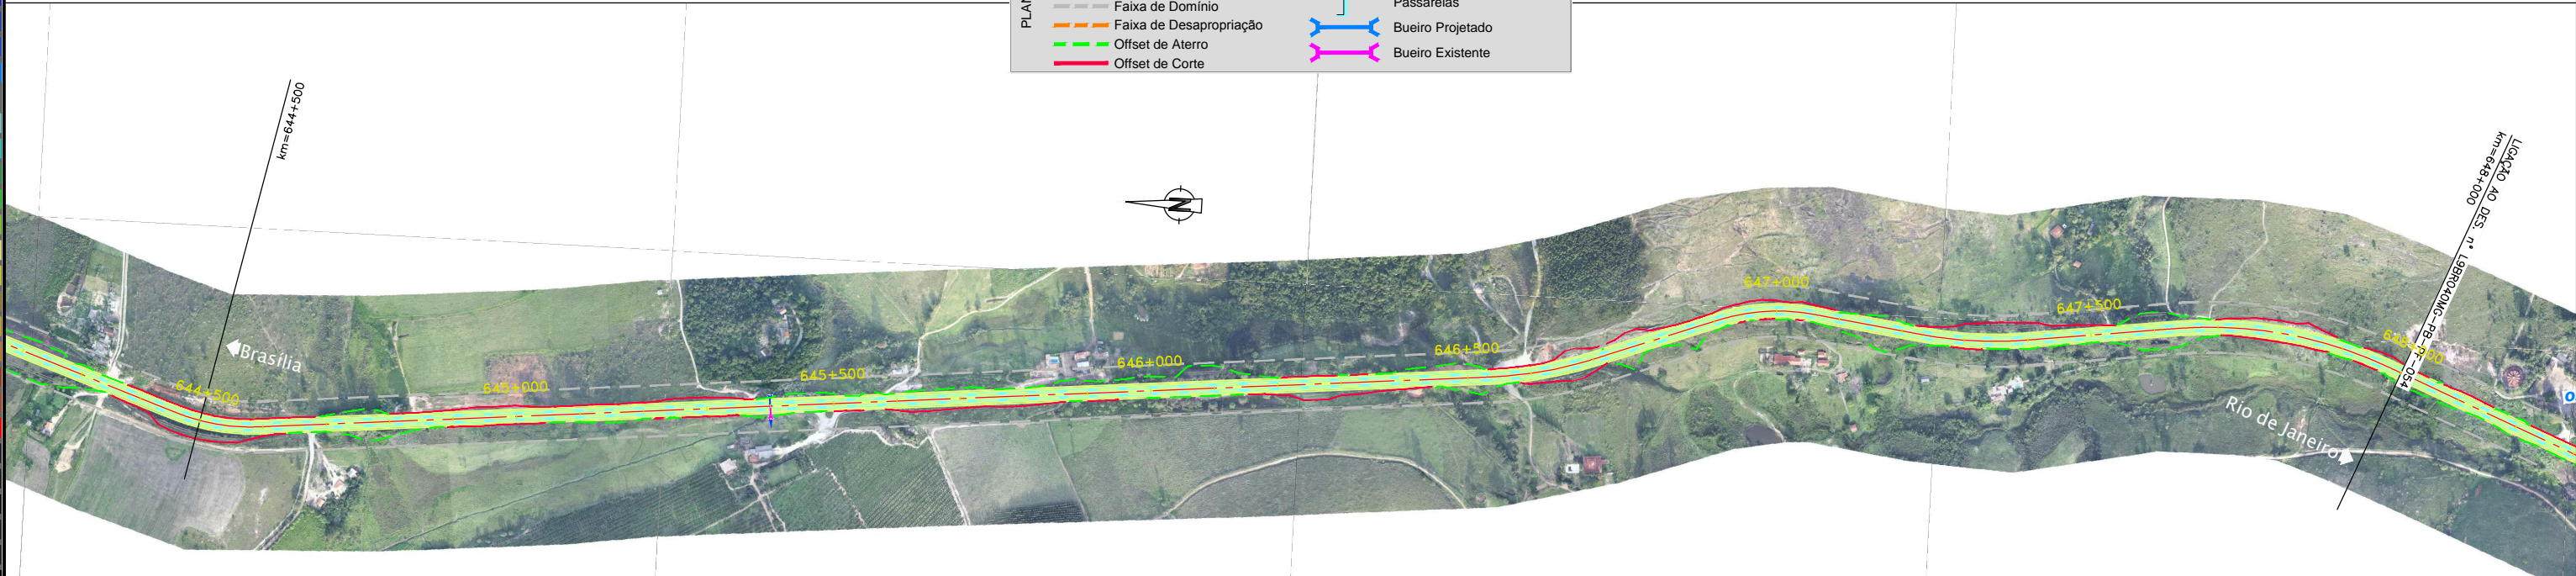 PLAN
Faixa de Domínio
Faixa de Desapropriação
Offset de Aterro
Offset de Corte
Passarelas
Bueiro Projetado
Bueiro Existente
km=644+500
N
LIGAÇÃO AO DES. nº L9BR040MG-PB-PF-054
km=648+000
Brasília
644+500
645+000
645+500
646+000
646+500
647+000
647+500
648+000
Rio de Janeiro